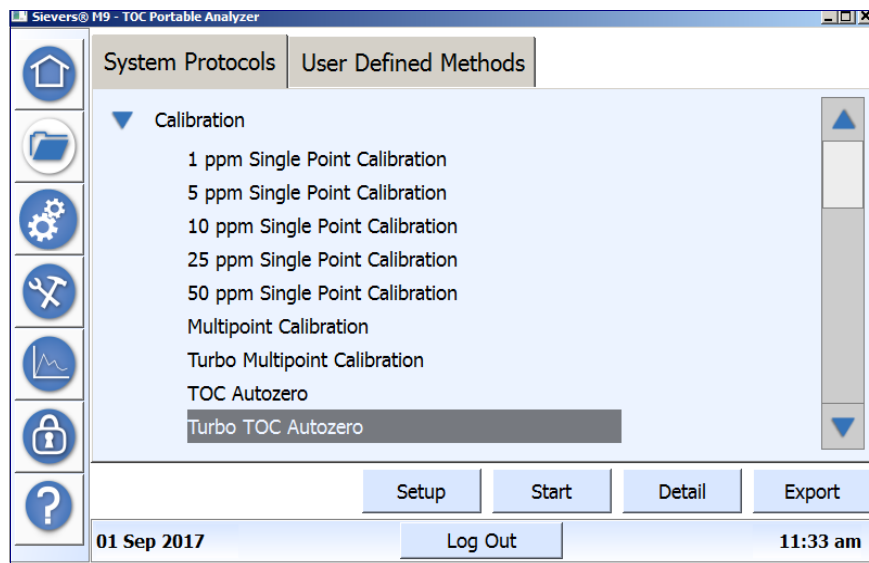 Sievers® M9 - TOC Portable Analyzer
System Protocols
User Defined Methods
Calibration
1 ppm Single Point Calibration
5 ppm Single Point Calibration
10 ppm Single Point Calibration
25 ppm Single Point Calibration
50 ppm Single Point Calibration
Multipoint Calibration
Turbo Multipoint Calibration
TOC Autozero
Turbo TOC Autozero
Setup
Start
Detail
Export
?
01 Sep 2017
Log Out
11:33 am